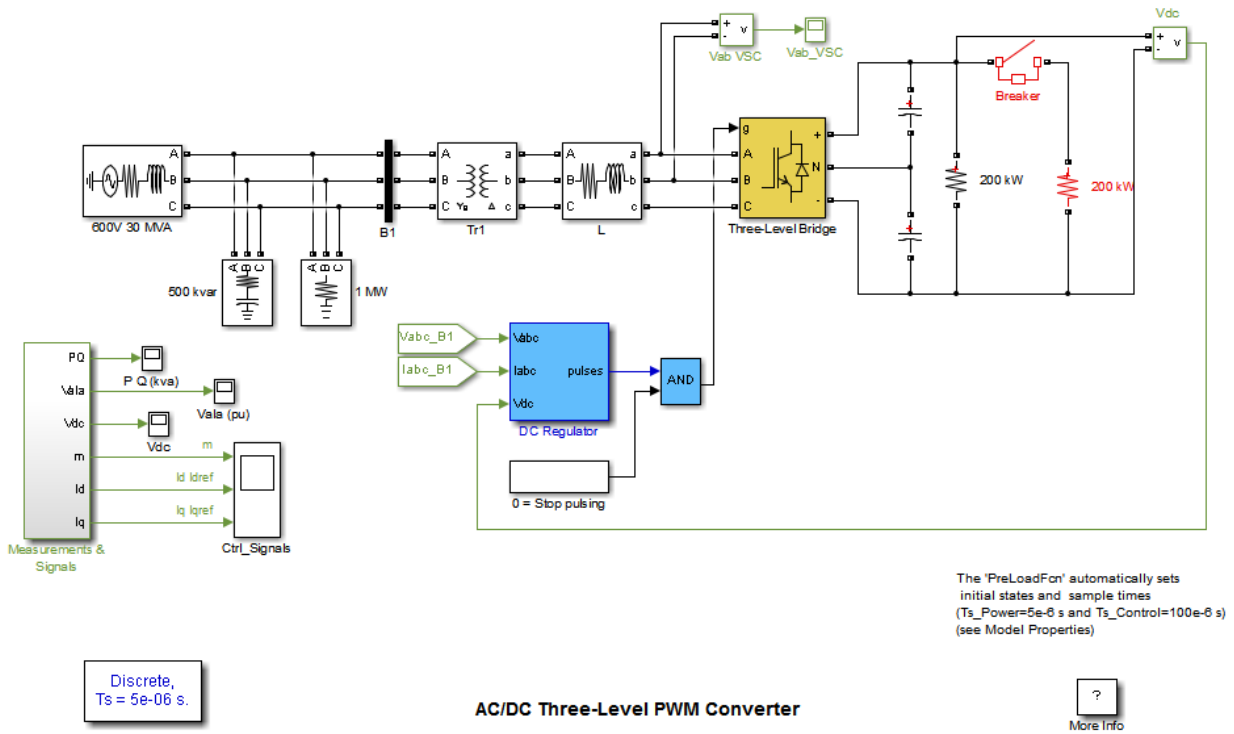 Vdc
+
-
v
Vab VSC
+
-
v
Vab_VSC
Breaker
600V 30 MVA
A
B
C
B1
A
B
C
a
b
c
Yg
Δ
Tr1
A
B
C
a
b
c
L
g
A
B
C
+
N
-
Three-Level Bridge
200 kW
200 kW
A B C
500 kvar
A B C
1 MW
Vabc_B1
Iabc_B1
Vabc
Iabc
Vdc
pulses
DC Regulator
AND
0 = Stop pulsing
PQ
Vala
Vdc
m
Id
Iq
Measurements &
Signals
P Q (kva)
Vala (pu)
Vdc
m
Id Idref
Iq Iqref
Ctrl_Signals
The 'PreLoadFcn' automatically sets
initial states and sample times
(Ts_Power=5e-6 s and Ts_Control=100e-6 s)
(see Model Properties)
Discrete,
Ts = 5e-06 s.
AC/DC Three-Level PWM Converter
?
More Info